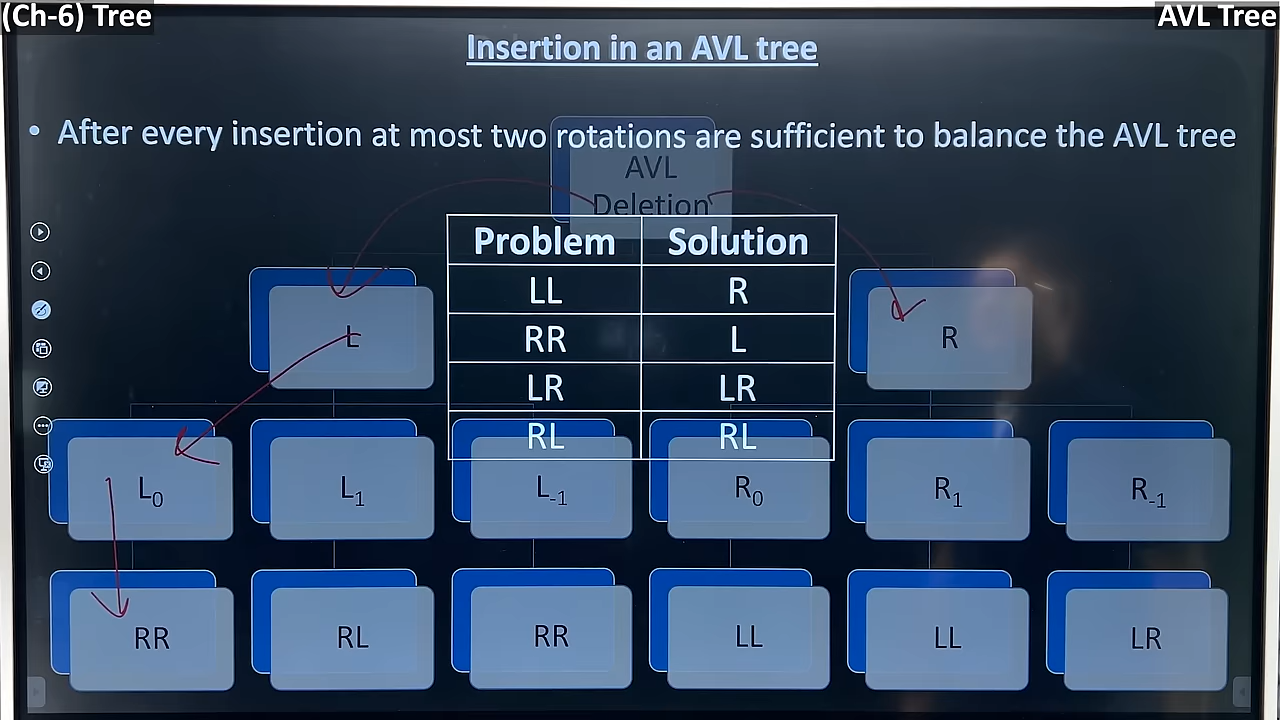 (Ch-6) Tree
AVL Tree
Insertion in an AVL tree
• After every insertion at most two rotations are sufficient to balance the AVL tree
AVL
Deletion
Problem Solution
LL R
RR L
LR LR
RL RL
L R
L₀ L₁ L₋₁ R₀ R₁ R₋₁
RR RL RR LL LL LR